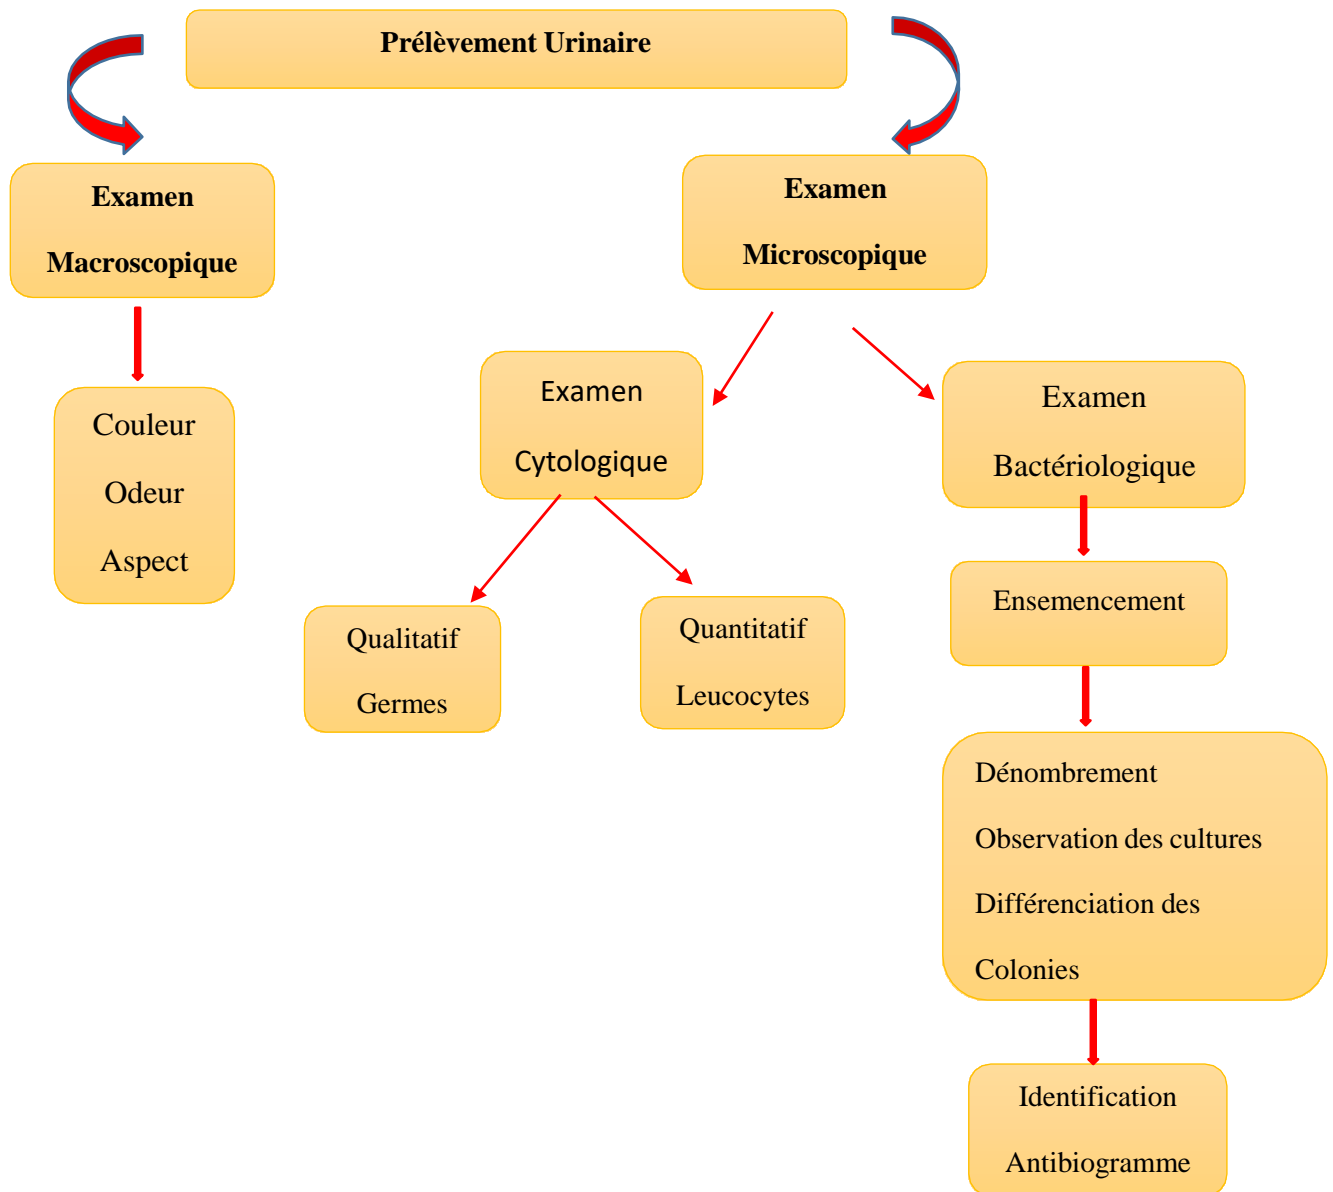 Prélèvement Urinaire
Examen
Macroscopique
Couleur
Odeur
Aspect
Examen
Microscopique
Examen
Cytologique
Qualitatif
Germes
Quantitatif
Leucocytes
Examen
Bactériologique
Ensemencement
Dénombrement
Observation des cultures
Différenciation des
Colonies
Identification
Antibiogramme